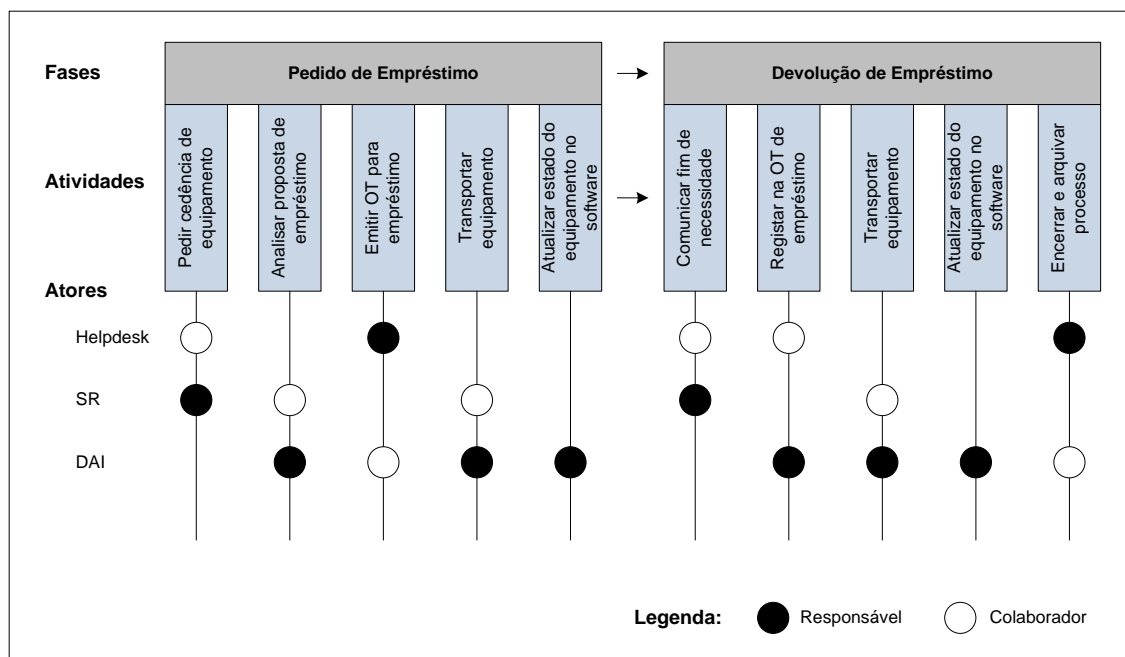 Fases
Pedido de Empréstimo
Devolução de Empréstimo
Atividades
Pedir cedência de
equipamento
Analisar proposta de
empréstimo
Emitir OT para
empréstimo
Transportar
equipamento
Atualizar estado do
equipamento no
software
Comunicar fim de
necessidade
Registar na OT de
empréstimo
Transportar
equipamento
Atualizar estado do
equipamento no
software
Encerrar e arquivar
processo
Atores
Helpdesk
SR
DAI
Legenda:
Responsável
Colaborador